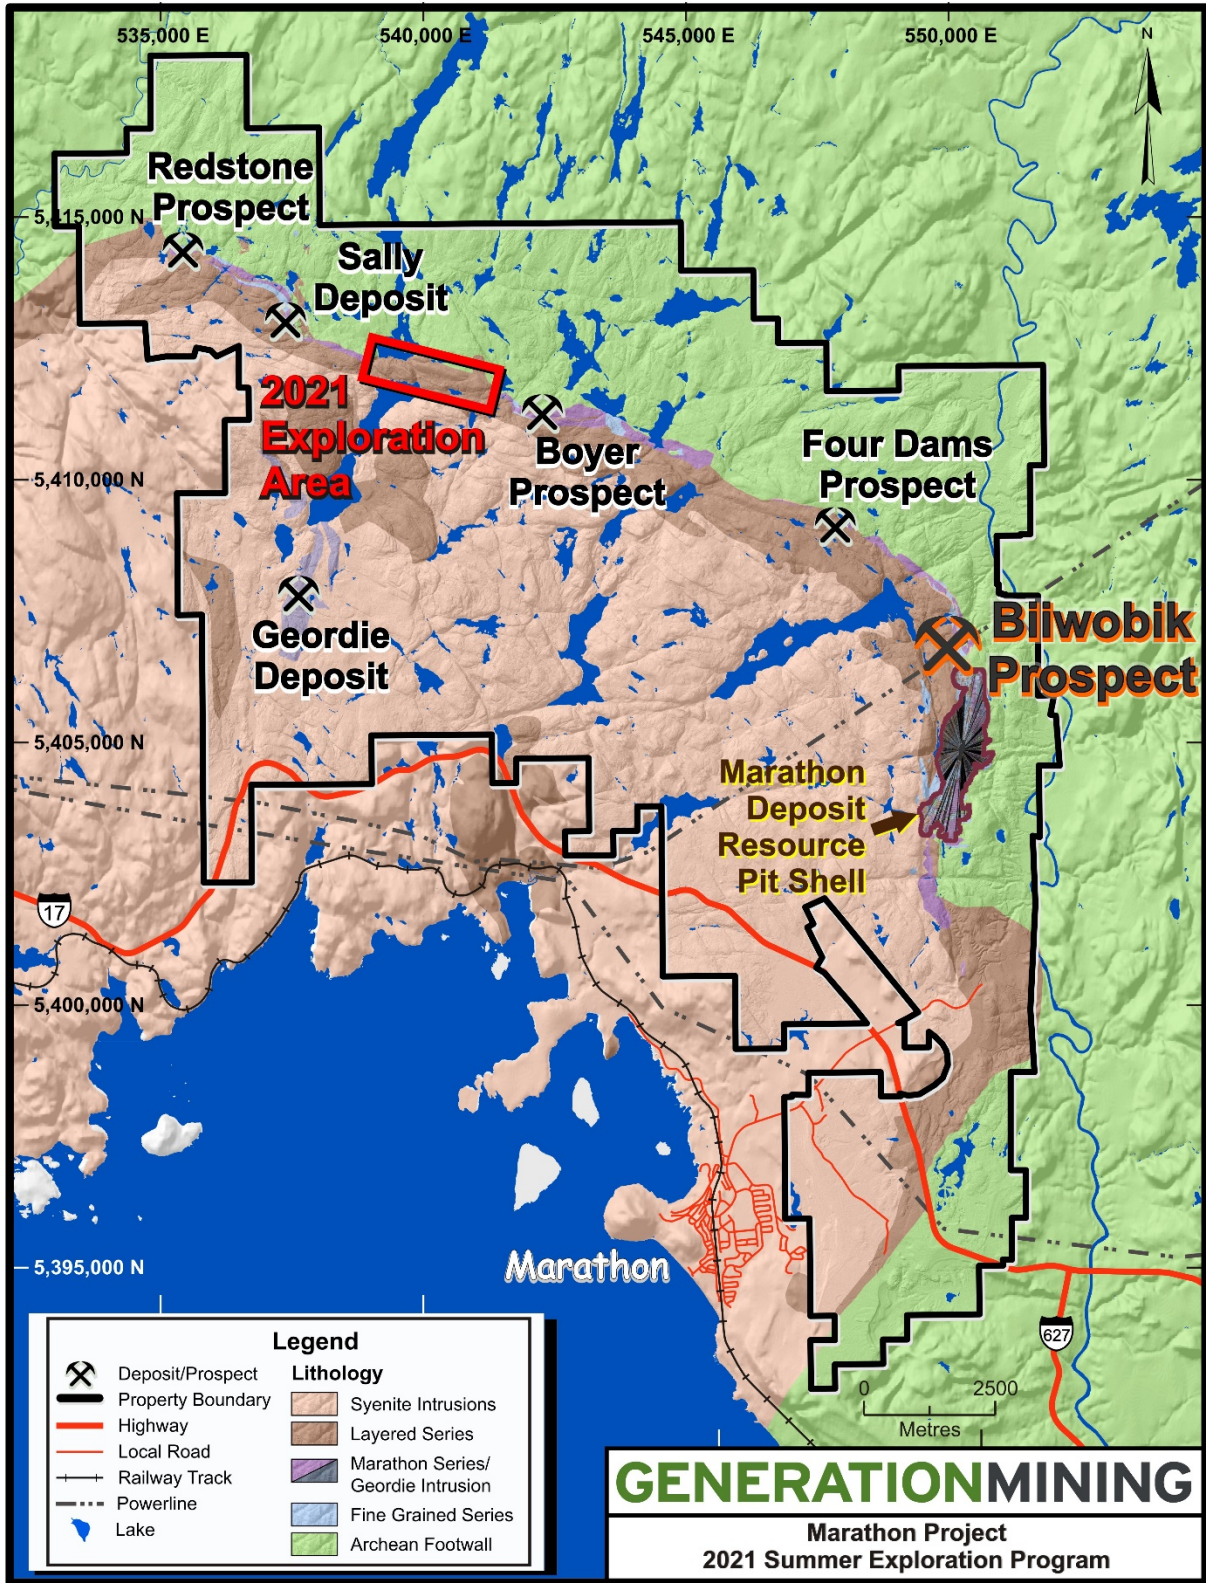 535,000 E
540,000 E
545,000 E
550,000 E
N
Redstone
Prospect
5,415,000 N
Sally
Deposit
2021
Exploration
Area
Boyer
Prospect
Four Dams
Prospect
5,410,000 N
Geordie
Deposit
Biiwobik
Prospect
5,405,000 N
Marathon
Deposit
Resource
Pit Shell
17
5,400,000 N
5,395,000 N
Marathon
627
0 2500
Metres
Legend
Deposit/Prospect
Property Boundary
Highway
Local Road
Railway Track
Powerline
Lake
Lithology
Syenite Intrusions
Layered Series
Marathon Series/
Geordie Intrusion
Fine Grained Series
Archean Footwall
GENERATIONMINING
Marathon Project
2021 Summer Exploration Program